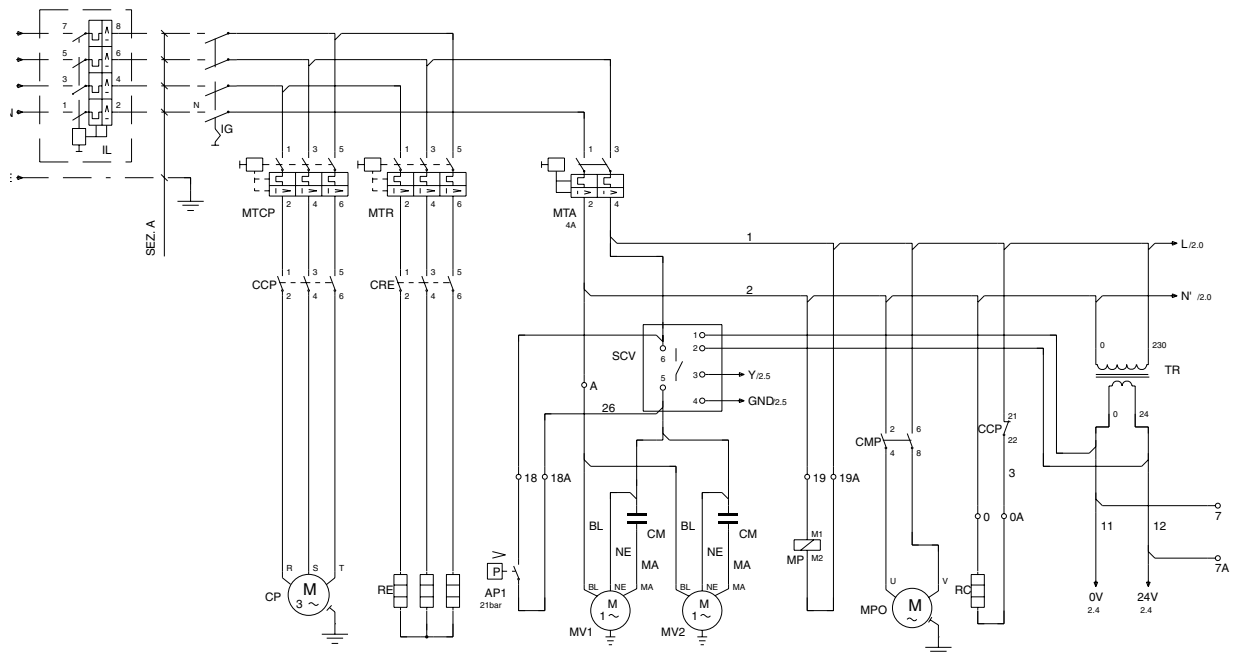 7 8
5 6
3 4
1 2
N
IL
IG
SEZ. A
1 3 5
MTCP
2 4 6
1 3 5
MTR
2 4 6
1 3
MTA
4A
2 4
1
L/2.0
2
N' /2.0
1 3 5
CCP
2 4 6
1 3 5
CRE
2 4 6
SCV
6
5
1
2
3
4
Y/2.5
GND/2.5
A
26
0 230
TR
0 24
21
CCP
22
3
2 6
CMP
4 8
18 18A
19 19A
0 0A
BL
NE
MA
CM
BL
NE
MA
CM
11 12
7
7A
M1
MP
M2
R S T
CP
M
3 ~
RE
P
AP1
21bar
BL NE MA
M
1 ~
MV1
BL NE MA
M
1 ~
MV2
U V
M
~
MPO
RC
0V
2.4
24V
2.4